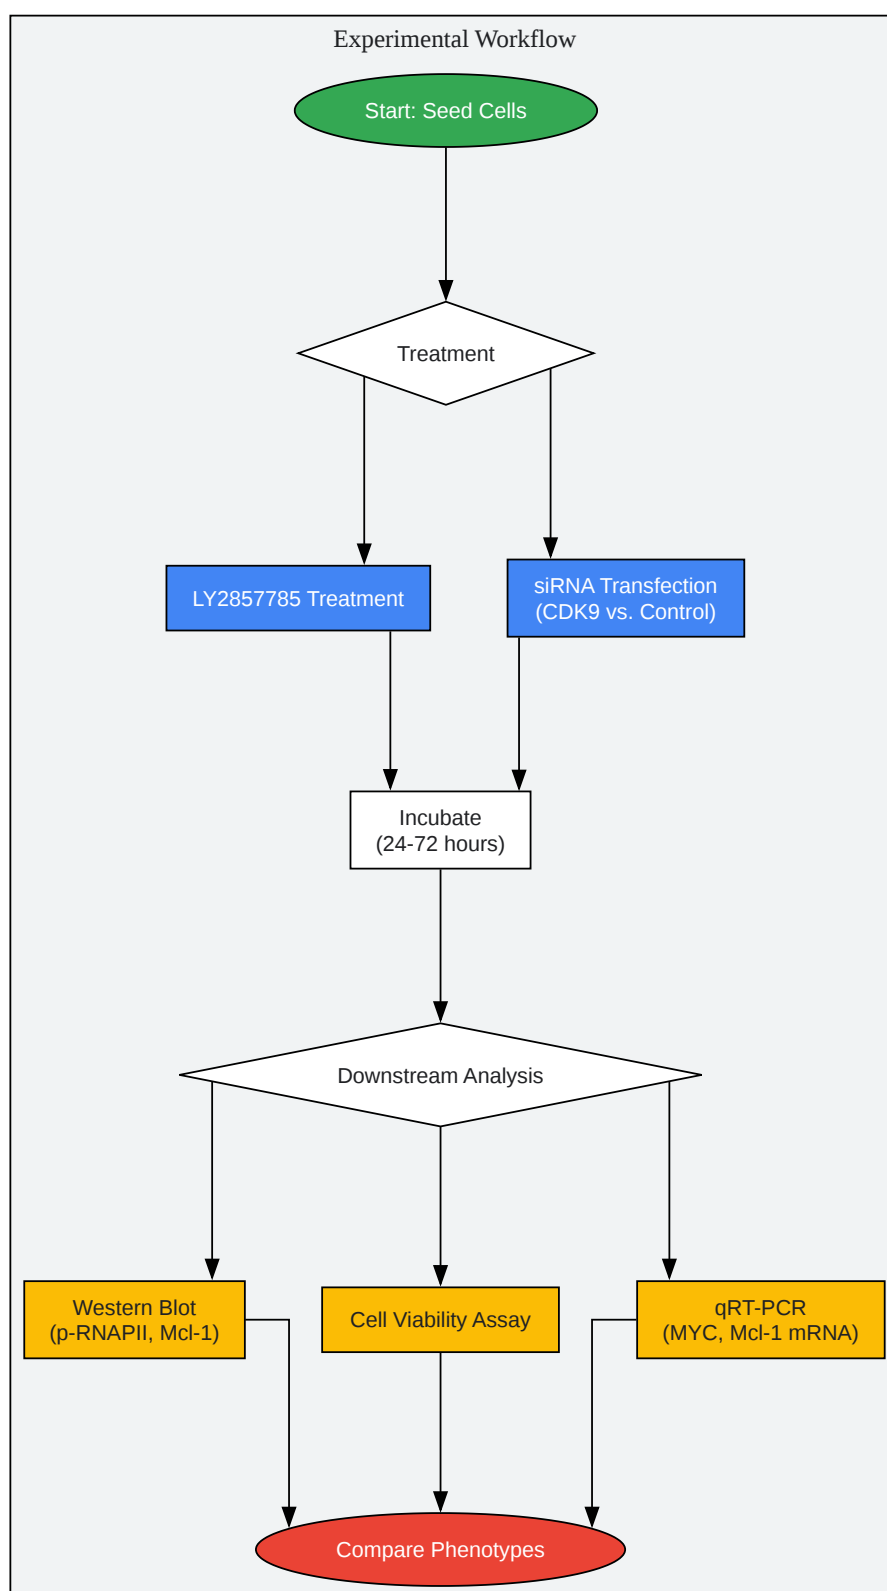 Experimental Workflow
Start: Seed Cells
Treatment
LY2857785 Treatment
siRNA Transfection
(CDK9 vs. Control)
Incubate
(24-72 hours)
Downstream Analysis
Western Blot
(p-RNAPII, Mcl-1)
Cell Viability Assay
qRT-PCR
(MYC, Mcl-1 mRNA)
Compare Phenotypes